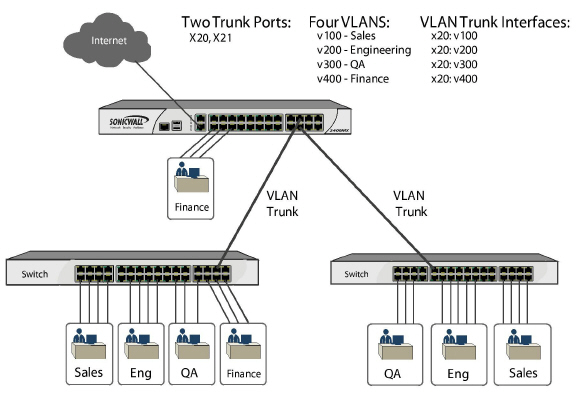 Internet
Two Trunk Ports:
X20, X21
Four VLANS:
v100 - Sales
v200 - Engineering
v300 - QA
v400 - Finance
VLAN Trunk Interfaces:
x20: v100
x20: v200
x20: v300
x20: v400
SONICWALL
Finance
VLAN
Trunk
VLAN
Trunk
Switch
Switch
Sales
Eng
QA
Finance
QA
Eng
Sales